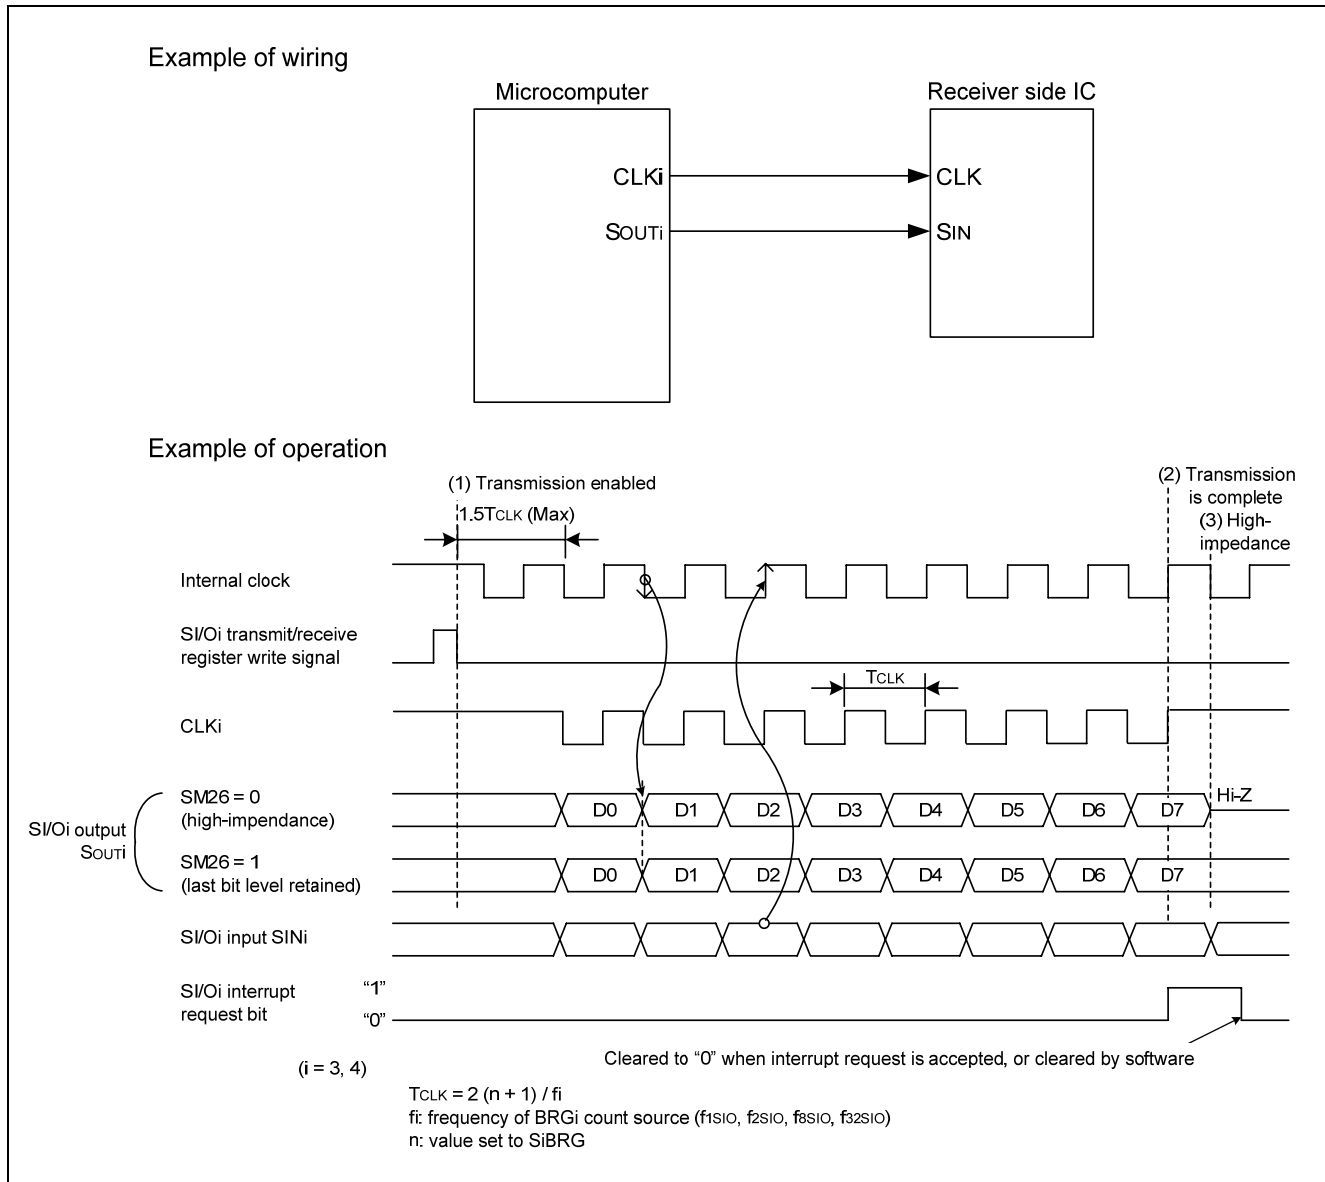 Example of wiring
Microcomputer
Receiver side IC
CLKi
CLK
SOUTi
SIN
Example of operation
(1) Transmission enabled
1.5TCLK (Max)
(2) Transmission
is complete
(3) High-
impedance
Internal clock
SI/Oi transmit/receive
register write signal
TCLK
CLKi
SI/Oi output
SOUTi
SM26 = 0
(high-impendance)
D0 D1 D2 D3 D4 D5 D6 D7
Hi-Z
SM26 = 1
(last bit level retained)
D0 D1 D2 D3 D4 D5 D6 D7
SI/Oi input SINi
SI/Oi interrupt
request bit
“1”
“0”
Cleared to “0” when interrupt request is accepted, or cleared by software
(i = 3, 4)
TCLK = 2 (n + 1) / fi
fi: frequency of BRGi count source (f1SIO, f2SIO, f8SIO, f32SIO)
n: value set to SiBRG